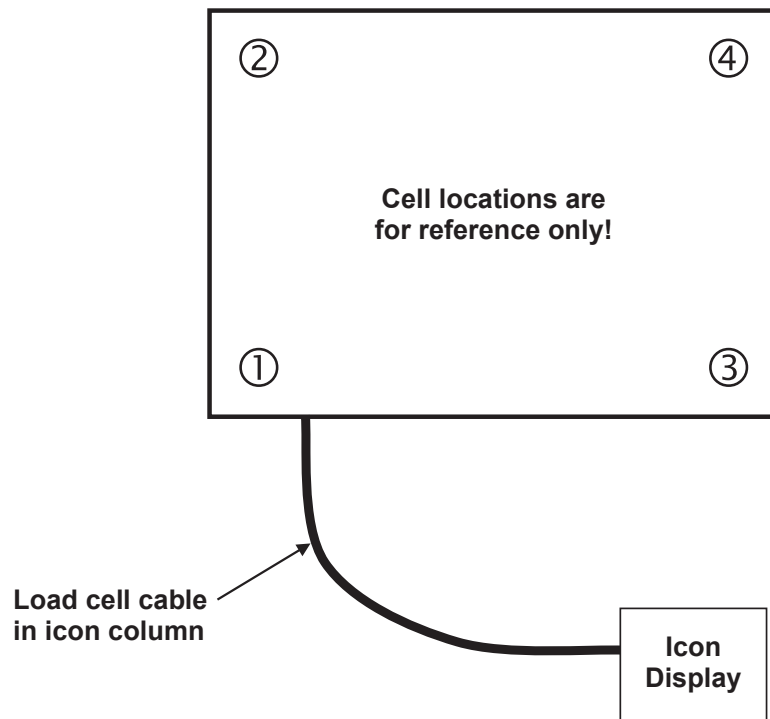 ② ④
Cell locations are
for reference only!
① ③
Load cell cable
in icon column
Icon
Display